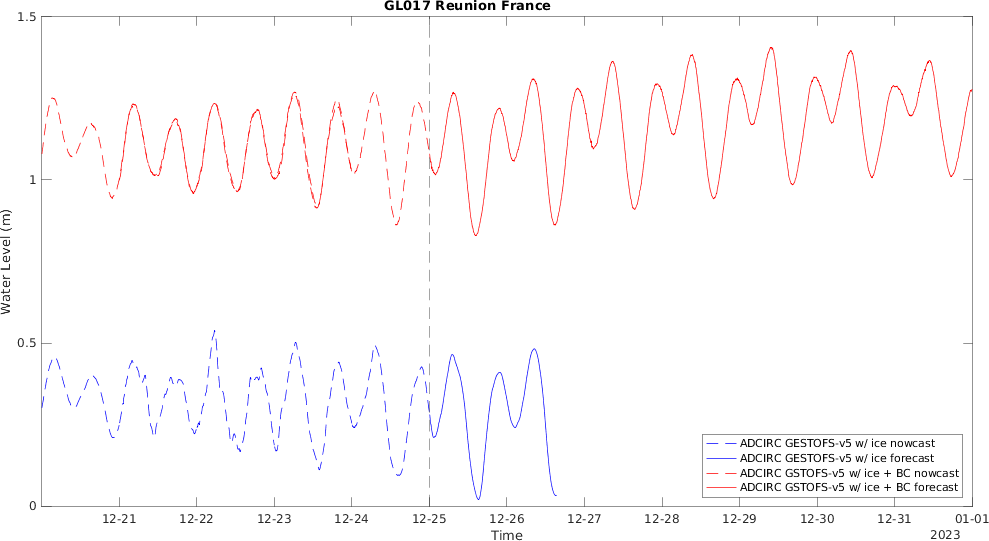 GL017 Reunion France
1.5
1
0.5
0
Water Level (m)
12-21
12-22
12-23
12-24
12-25
12-26
12-27
12-28
12-29
12-30
12-31
01-01
Time
2023
ADCIRC GESTOFS-v5 w/ ice nowcast
ADCIRC GESTOFS-v5 w/ ice forecast
ADCIRC GSTOFS-v5 w/ ice + BC nowcast
ADCIRC GSTOFS-v5 w/ ice + BC forecast